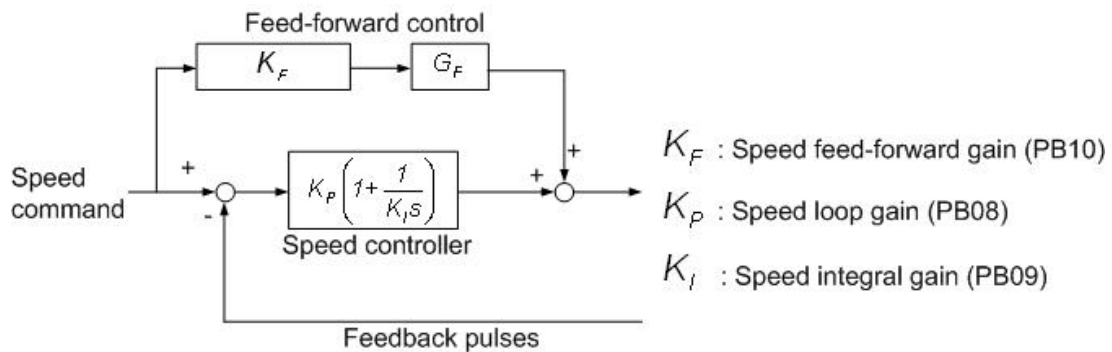 Feed-forward control
K_F
G_F
+
K_F : Speed feed-forward gain (PB10)
Speed command
+
-
K_P(1+1/(K_I s))
+
K_P : Speed loop gain (PB08)
Speed controller
K_I : Speed integral gain (PB09)
Feedback pulses